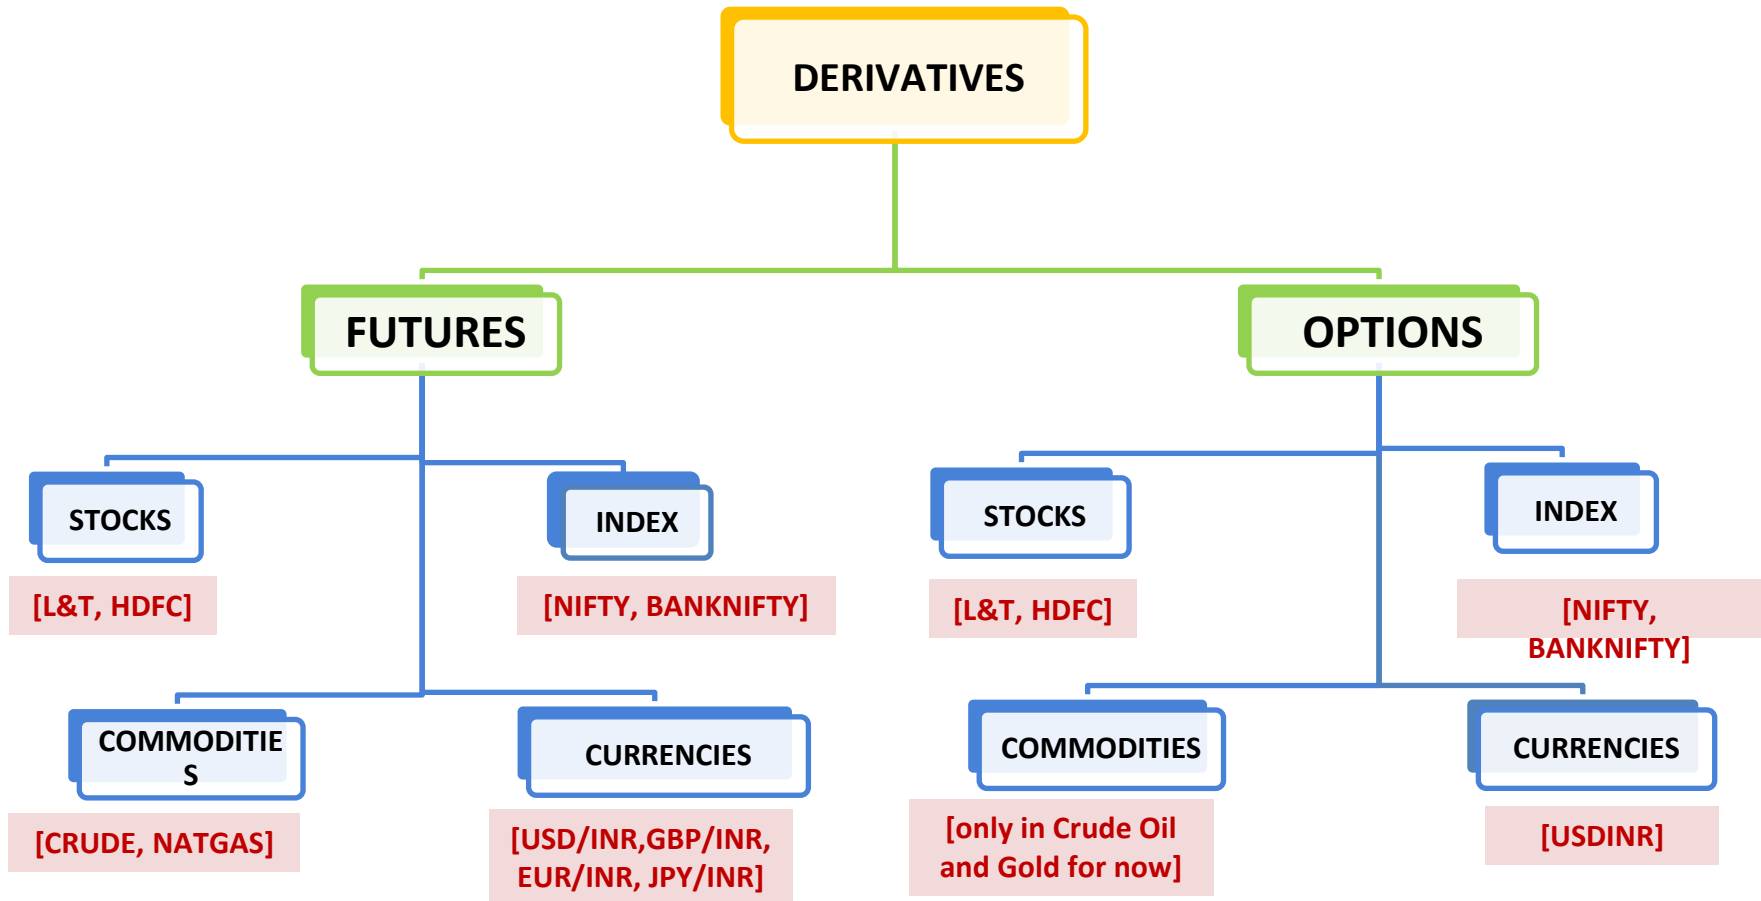 DERIVATIVES
FUTURES
OPTIONS
STOCKS
INDEX
STOCKS
INDEX
[L&T, HDFC]
[NIFTY, BANKNIFTY]
[L&T, HDFC]
[NIFTY,
BANKNIFTY]
COMMODITIE
S
CURRENCIES
COMMODITIES
CURRENCIES
[CRUDE, NATGAS]
[USD/INR,GBP/INR,
EUR/INR, JPY/INR]
[only in Crude Oil
and Gold for now]
[USDINR]